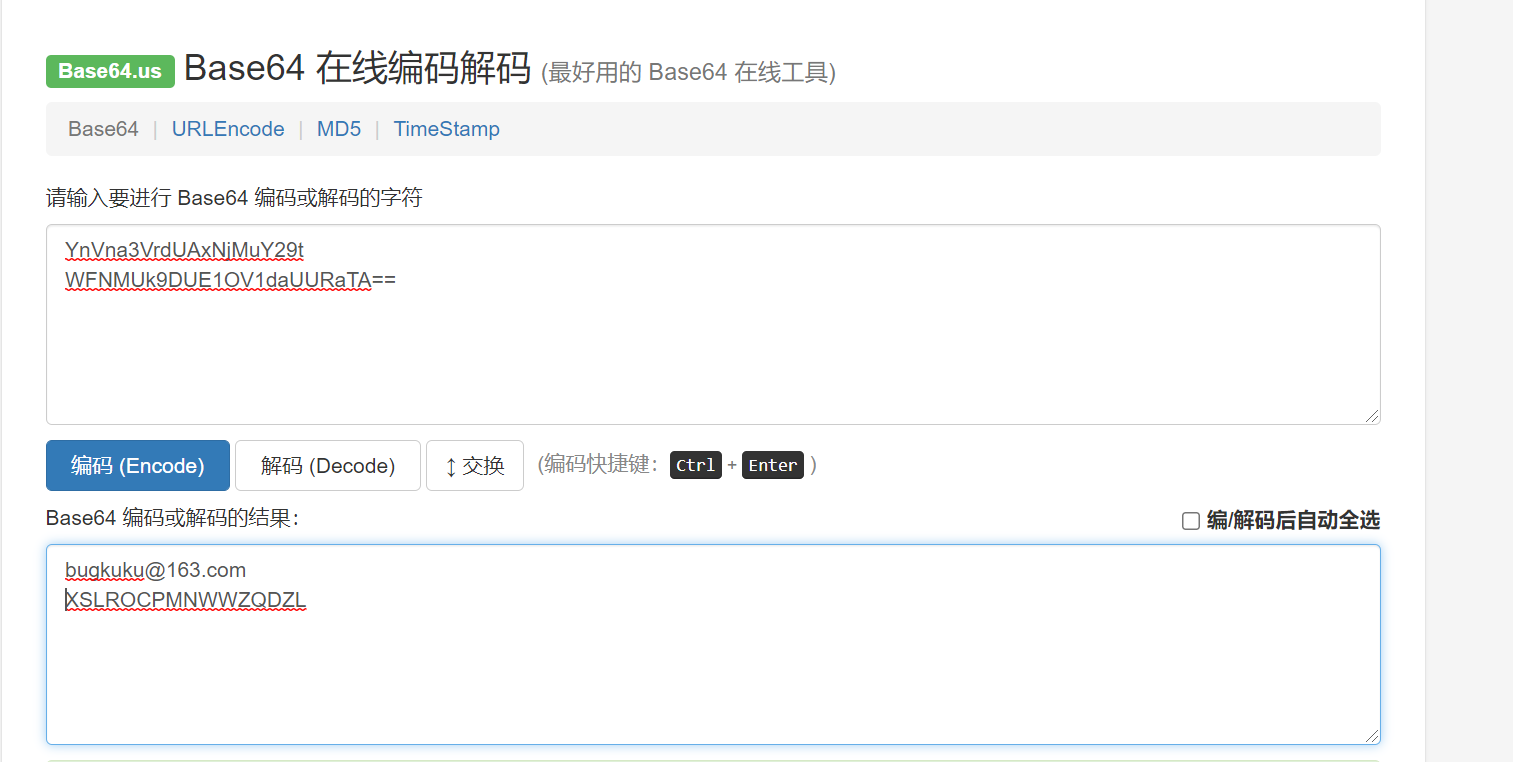 Base64.us Base64 在线编码解码 (最好用的 Base64 在线工具)
Base64 | URLEncode | MD5 | TimeStamp
请输入要进行 Base64 编码或解码的字符
YnVna3VrdUAxNjMuY29t
WFNMUk9DUE1OV1daUURaTA==
编码 (Encode) 解码 (Decode) ↕ 交换 (编码快捷键: Ctrl + Enter )
Base64 编码或解码的结果: 编/解码后自动全选
bugkuku@163.com
XSLROCPMNWWZQDZL